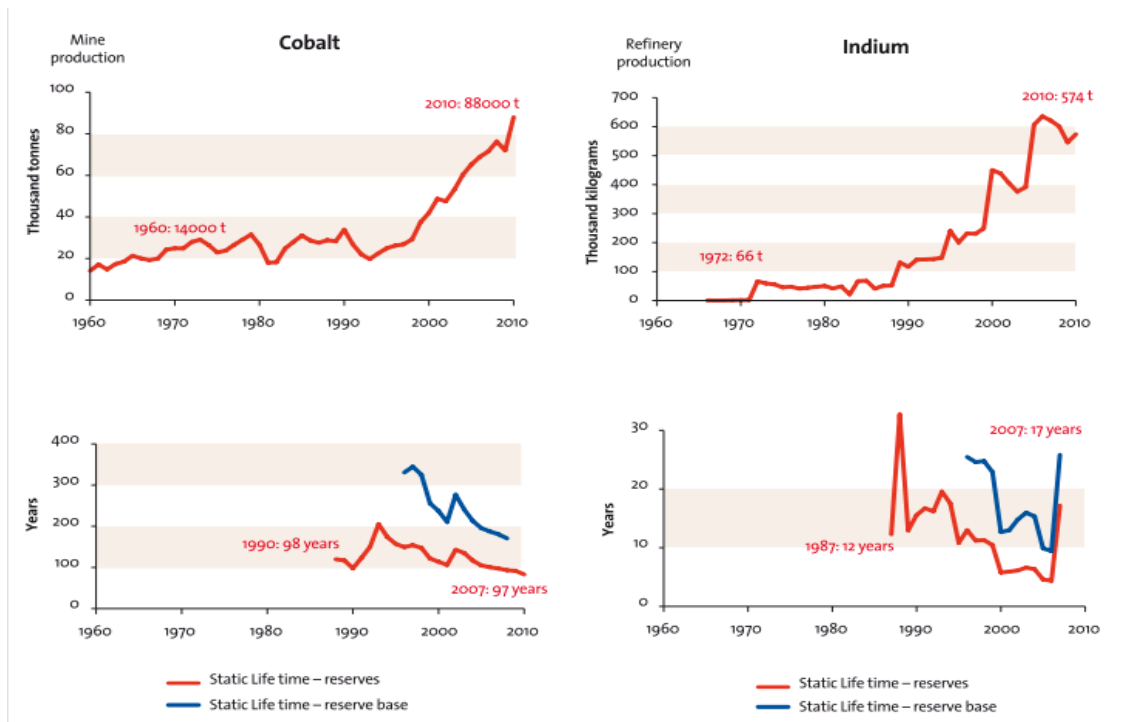 Mine
production
Cobalt
Thousand tonnes
100
80
60
40
20
0
2010: 88000 t
1960: 14000 t
1960
1970
1980
1990
2000
2010
Refinery
production
Indium
Thousand kilograms
700
600
500
400
300
200
100
0
2010: 574 t
1972: 66 t
1960
1970
1980
1990
2000
2010
Years
400
300
200
100
0
1990: 98 years
2007: 97 years
1960
1970
1980
1990
2000
2010
Static Life time – reserves
Static Life time – reserve base
Years
30
20
10
0
2007: 17 years
1987: 12 years
1960
1970
1980
1990
2000
2010
Static Life time – reserves
Static Life time – reserve base